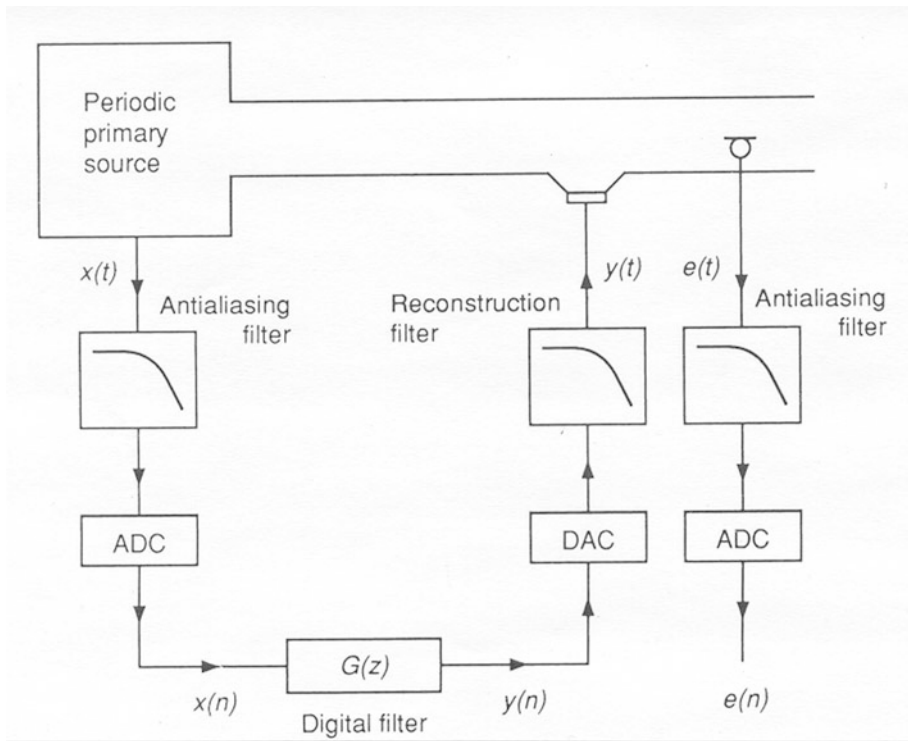 Periodic
primary
source
x(t)
Antialiasing
filter
Reconstruction
filter
y(t)
e(t)
Antialiasing
filter
ADC
DAC
ADC
x(n)
G(z)
Digital filter
y(n)
e(n)